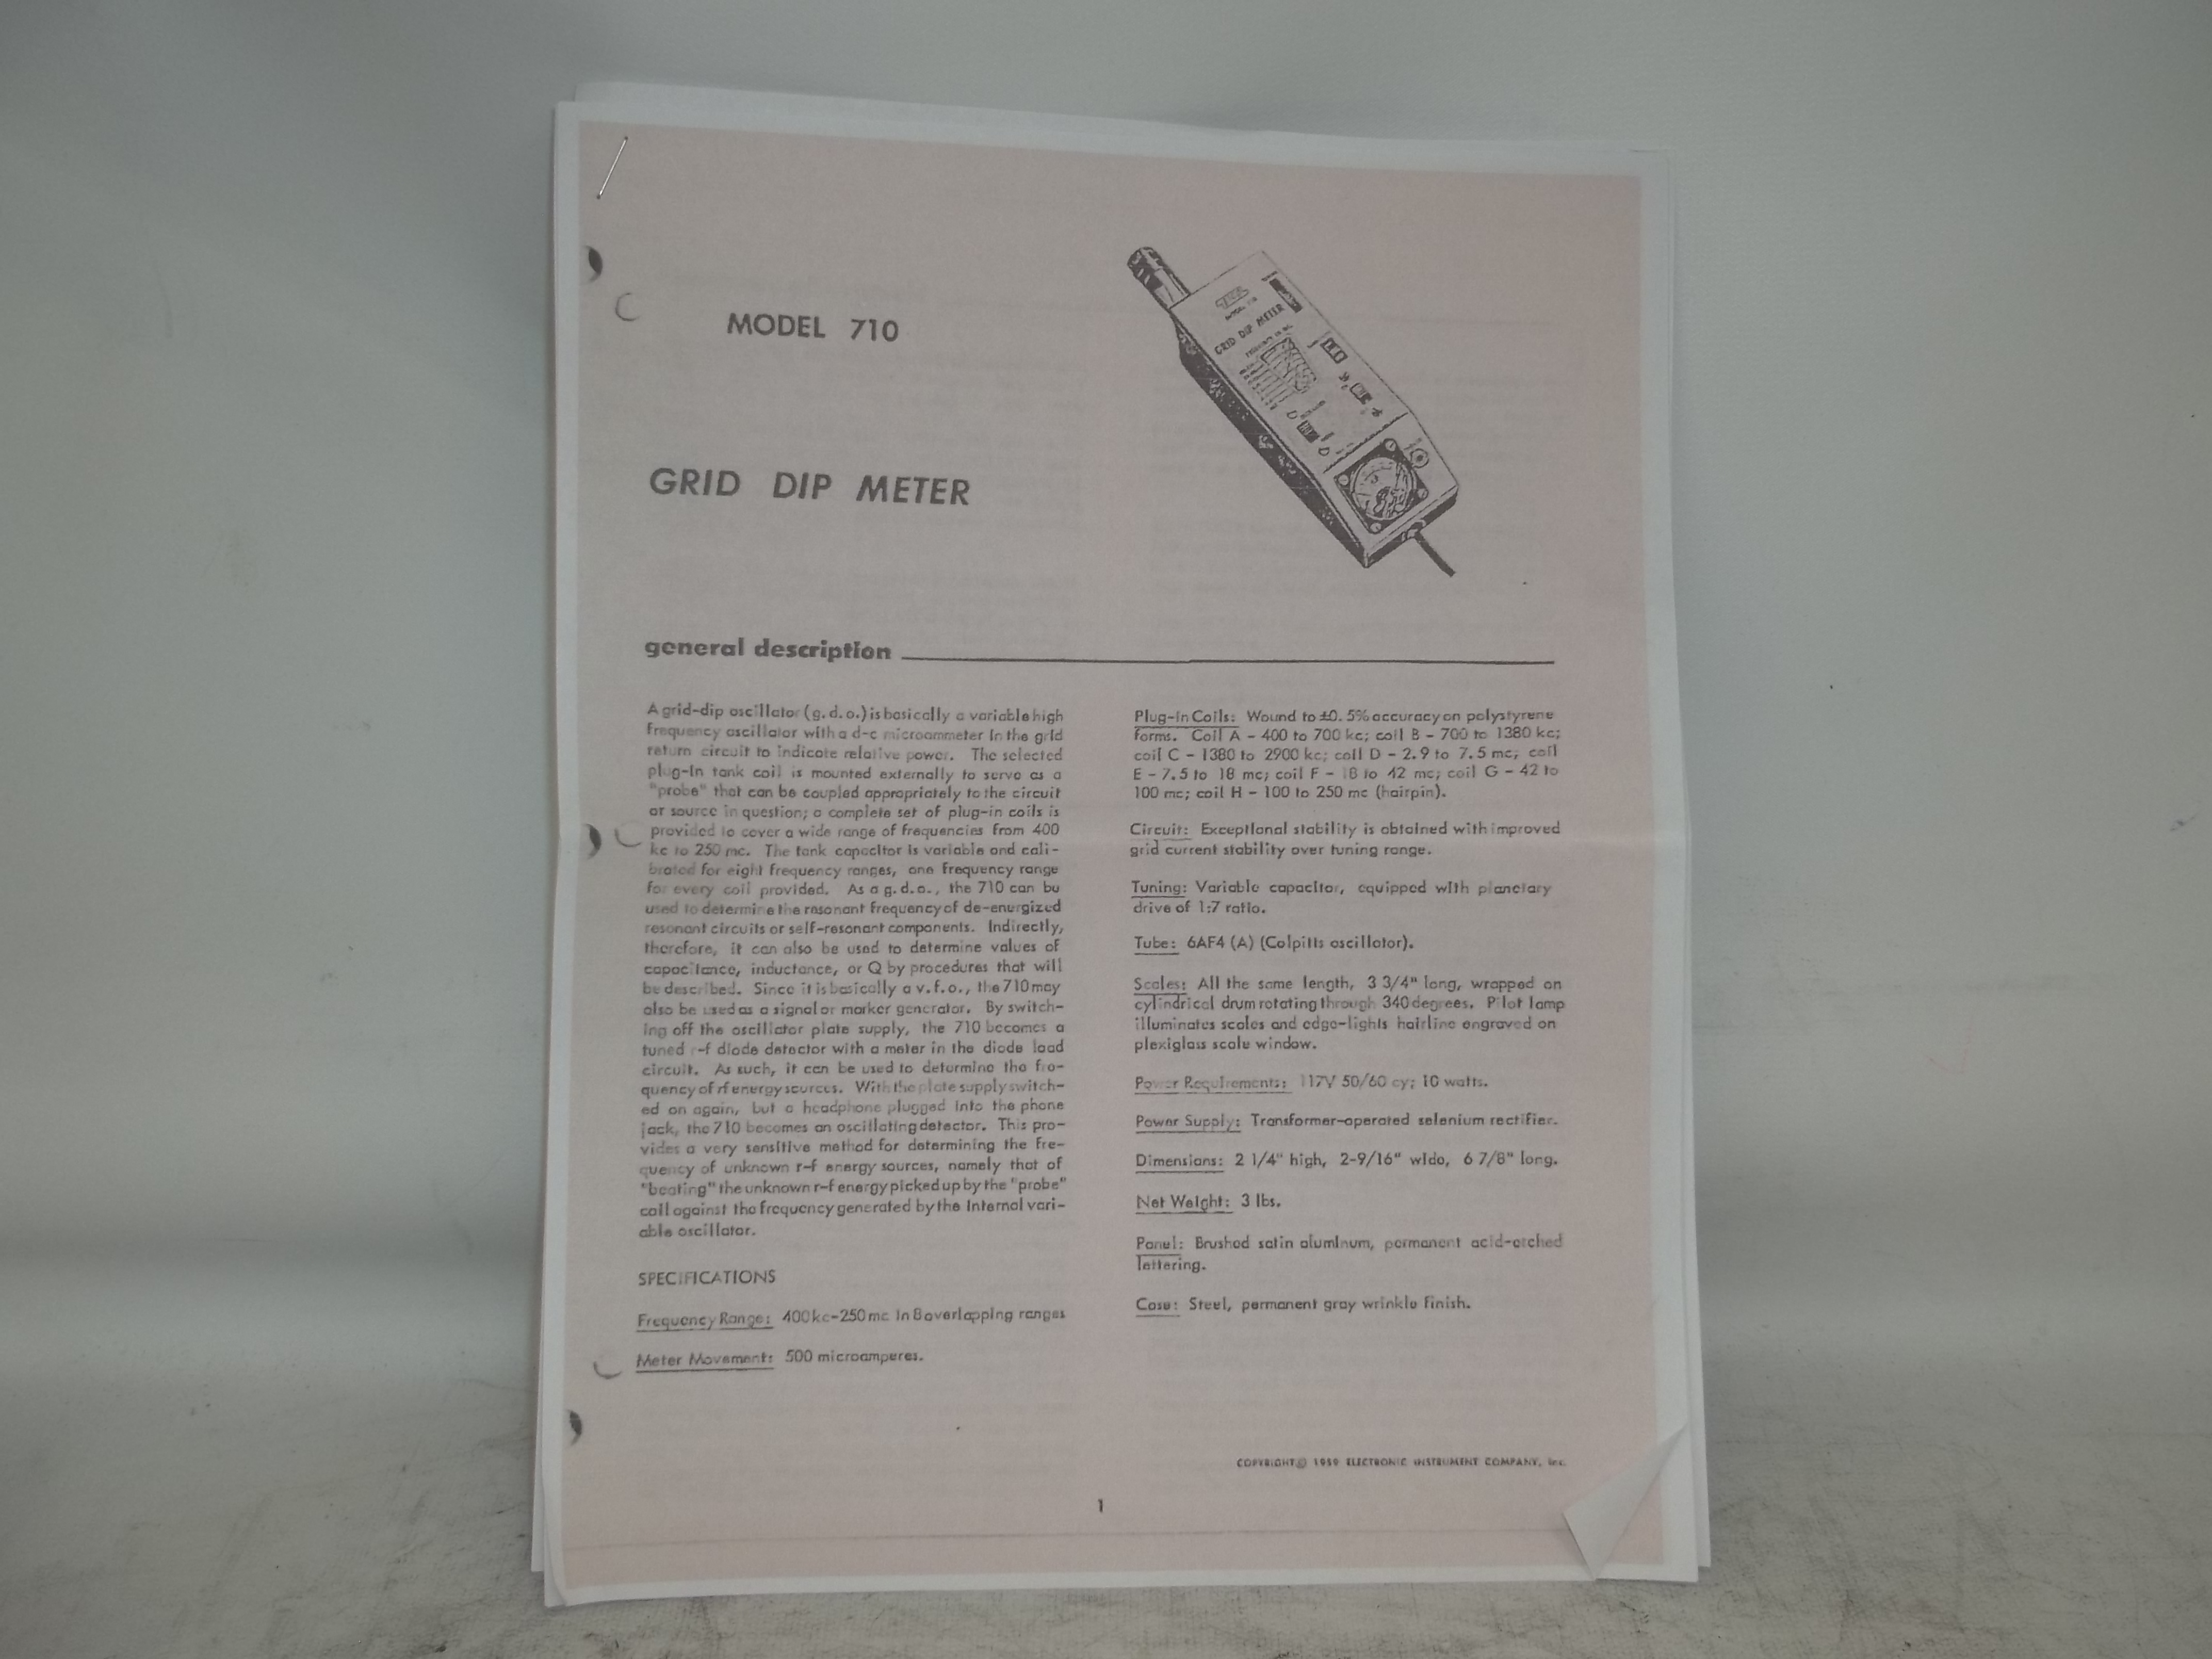 MODEL 710
GRID DIP METER
GRID DIP METER
general description
A grid-dip oscillator (g.d.o.) is basically a variable high
frequency oscillator with a d-c microammeter in the grid
return circuit to indicate relative power. The selected
plug-in tank coil is mounted externally to serve as a
"probe" that can be coupled appropriately to the circuit
or source in question; a complete set of plug-in coils is
provided to cover a wide range of frequencies from 400
kc to 250 mc. The tank capacitor is variable and cali-
brated for eight frequency ranges, one frequency range
for every coil provided. As a g.d.o., the 710 can be
used to determine the resonant frequency of de-energized
resonant circuits or self-resonant components. Indirectly,
therefore, it can also be used to determine values of
capacitance, inductance, or Q by procedures that will
be described. Since it is basically a v.f.o., the 710 may
also be used as a signal or marker generator. By switch-
ing off the oscillator plate supply, the 710 becomes a
tuned r-f diode detector with a meter in the diode load
circuit. As such, it can be used to determine the fre-
quency of rf energy sources. With the plate supply switch-
ed on again, but a headphone plugged into the phone
jack, the 710 becomes an oscillating detector. This pro-
vides a very sensitive method for determining the fre-
quency of unknown r-f energy sources, namely that of
"beating" the unknown r-f energy picked up by the "probe"
coil against the frequency generated by the internal vari-
able oscillator.
SPECIFICATIONS
Frequency Range: 400 kc-250 mc in 8 overlapping ranges
Meter Movement: 500 microamperes.
Plug-In Coils: Wound to ±0.5% accuracy on polystyrene
forms. Coil A - 400 to 700 kc; coil B - 700 to 1380 kc;
coil C - 1380 to 2900 kc; coil D - 2.9 to 7.5 mc; coil
E - 7.5 to 18 mc; coil F - 18 to 42 mc; coil G - 42 to
100 mc; coil H - 100 to 250 mc (hairpin).
Circuit: Exceptional stability is obtained with improved
grid current stability over tuning range.
Tuning: Variable capacitor, equipped with planetary
drive of 1:7 ratio.
Tube: 6AF4 (A) (Colpitts oscillator).
Scales: All the same length, 3 3/4" long, wrapped on
cylindrical drum rotating through 340 degrees. Pilot lamp
illuminates scales and edge-lights hairline engraved on
plexiglass scale window.
Power Requirements: 117V 50/60 cy; 10 watts.
Power Supply: Transformer-operated selenium rectifier.
Dimensions: 2 1/4" high, 2-9/16" wide, 6 7/8" long.
Net Weight: 3 lbs.
Panel: Brushed satin aluminum, permanent acid-etched
lettering.
Case: Steel, permanent gray wrinkle finish.
COPYRIGHT © 1959 ELECTRONIC INSTRUMENT COMPANY, Inc.
1